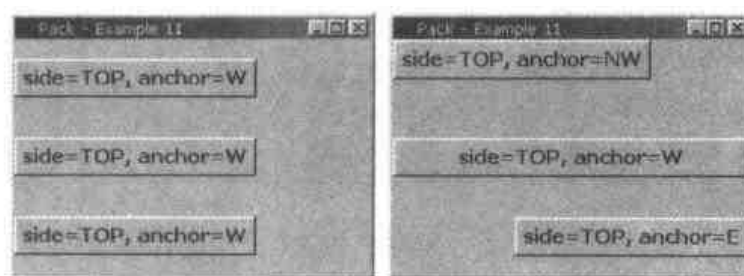 Pack - Example 11
side=TOP, anchor=W
side=TOP, anchor=W
side=TOP, anchor=W
Pack - Example 11
side=TOP, anchor=NW
side=TOP, anchor=W
side=TOP, anchor=E